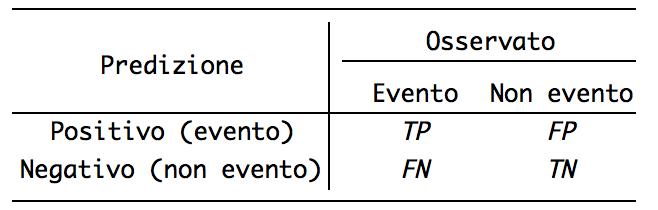 Osservato
Predizione
Evento Non evento
Positivo (evento) TP FP
Negativo (non evento) FN TN